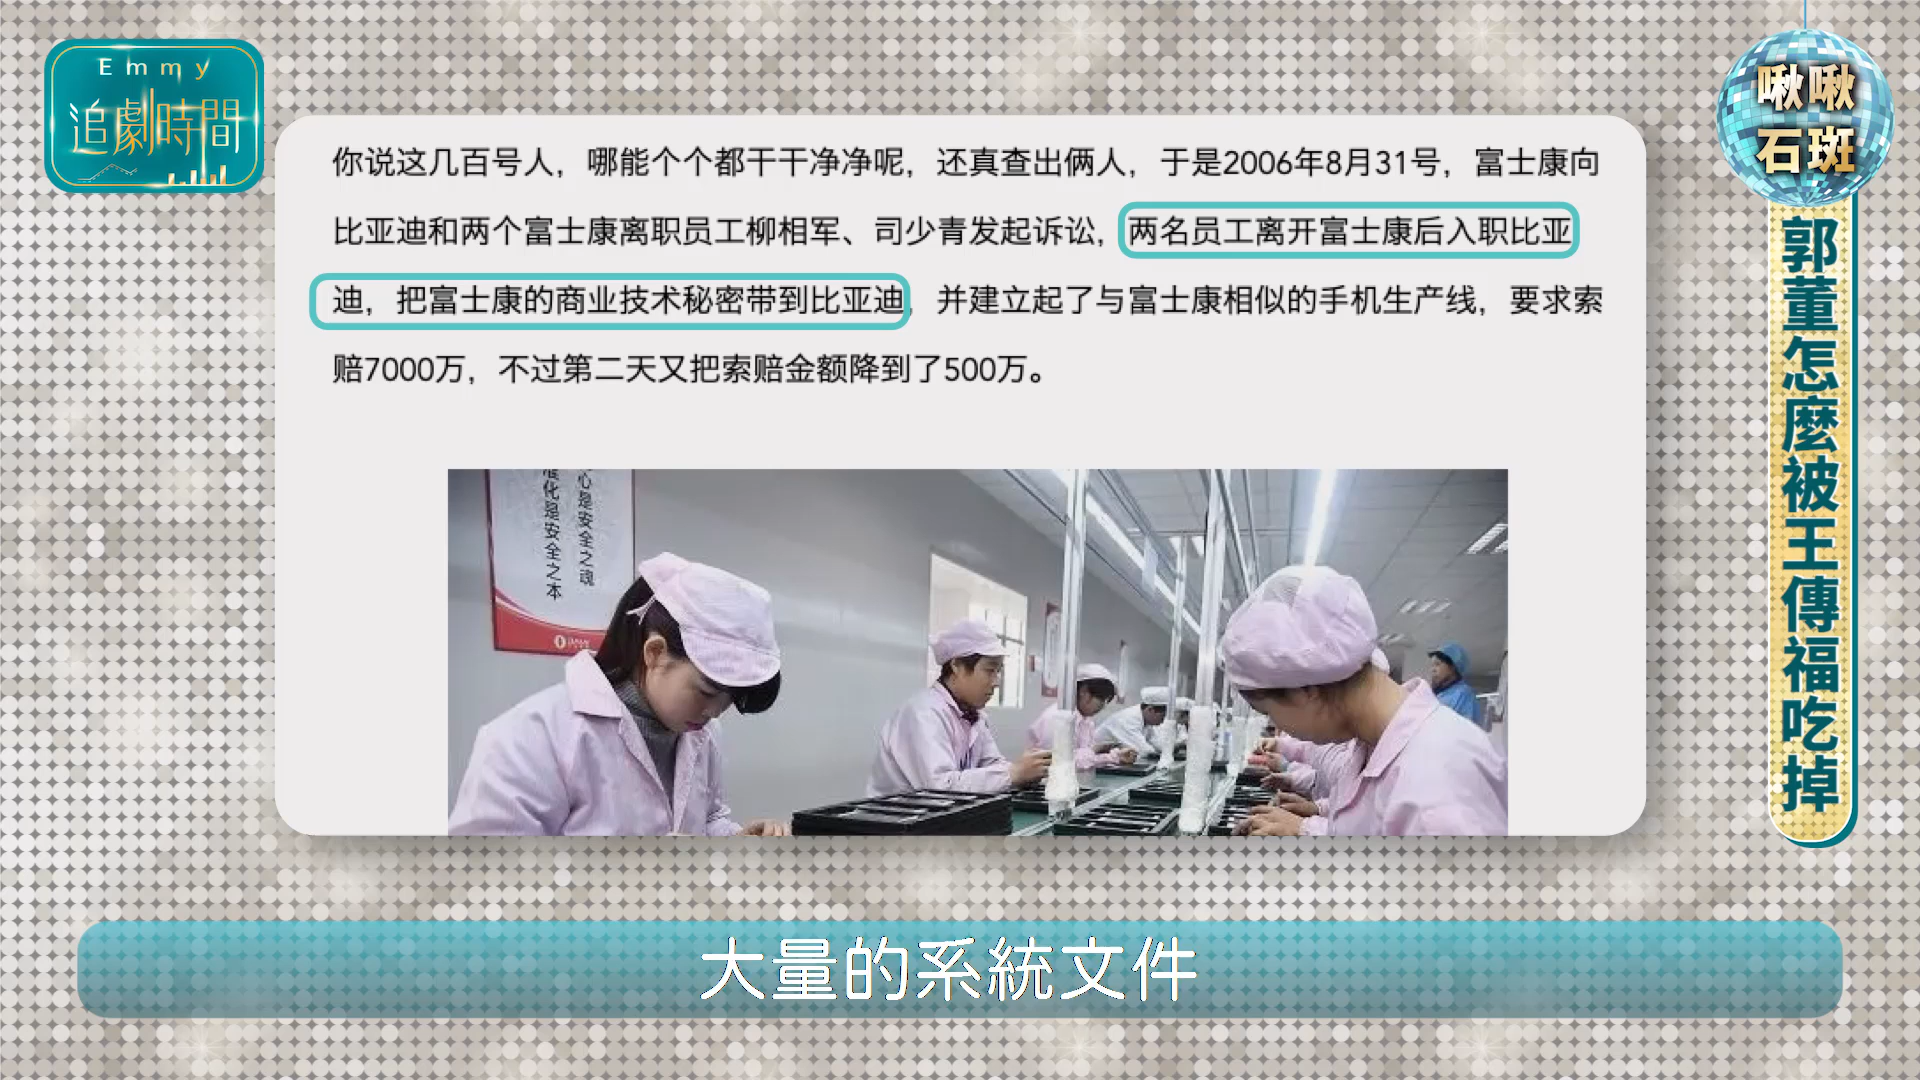 Emmy
追劇時間
啾啾
石斑
郭董怎麼被王傳福吃掉
你说这几百号人，哪能个个都干干净净呢，还真查出俩人，于是2006年8月31号，富士康向
比亚迪和两个富士康离职员工柳相军、司少青发起诉讼，两名员工离开富士康后入职比亚
迪，把富士康的商业技术秘密带到比亚迪，并建立起了与富士康相似的手机生产线，要求索
赔7000万，不过第二天又把索赔金额降到了500万。
心是安全之魂
准化是安全之本
大量的系統文件